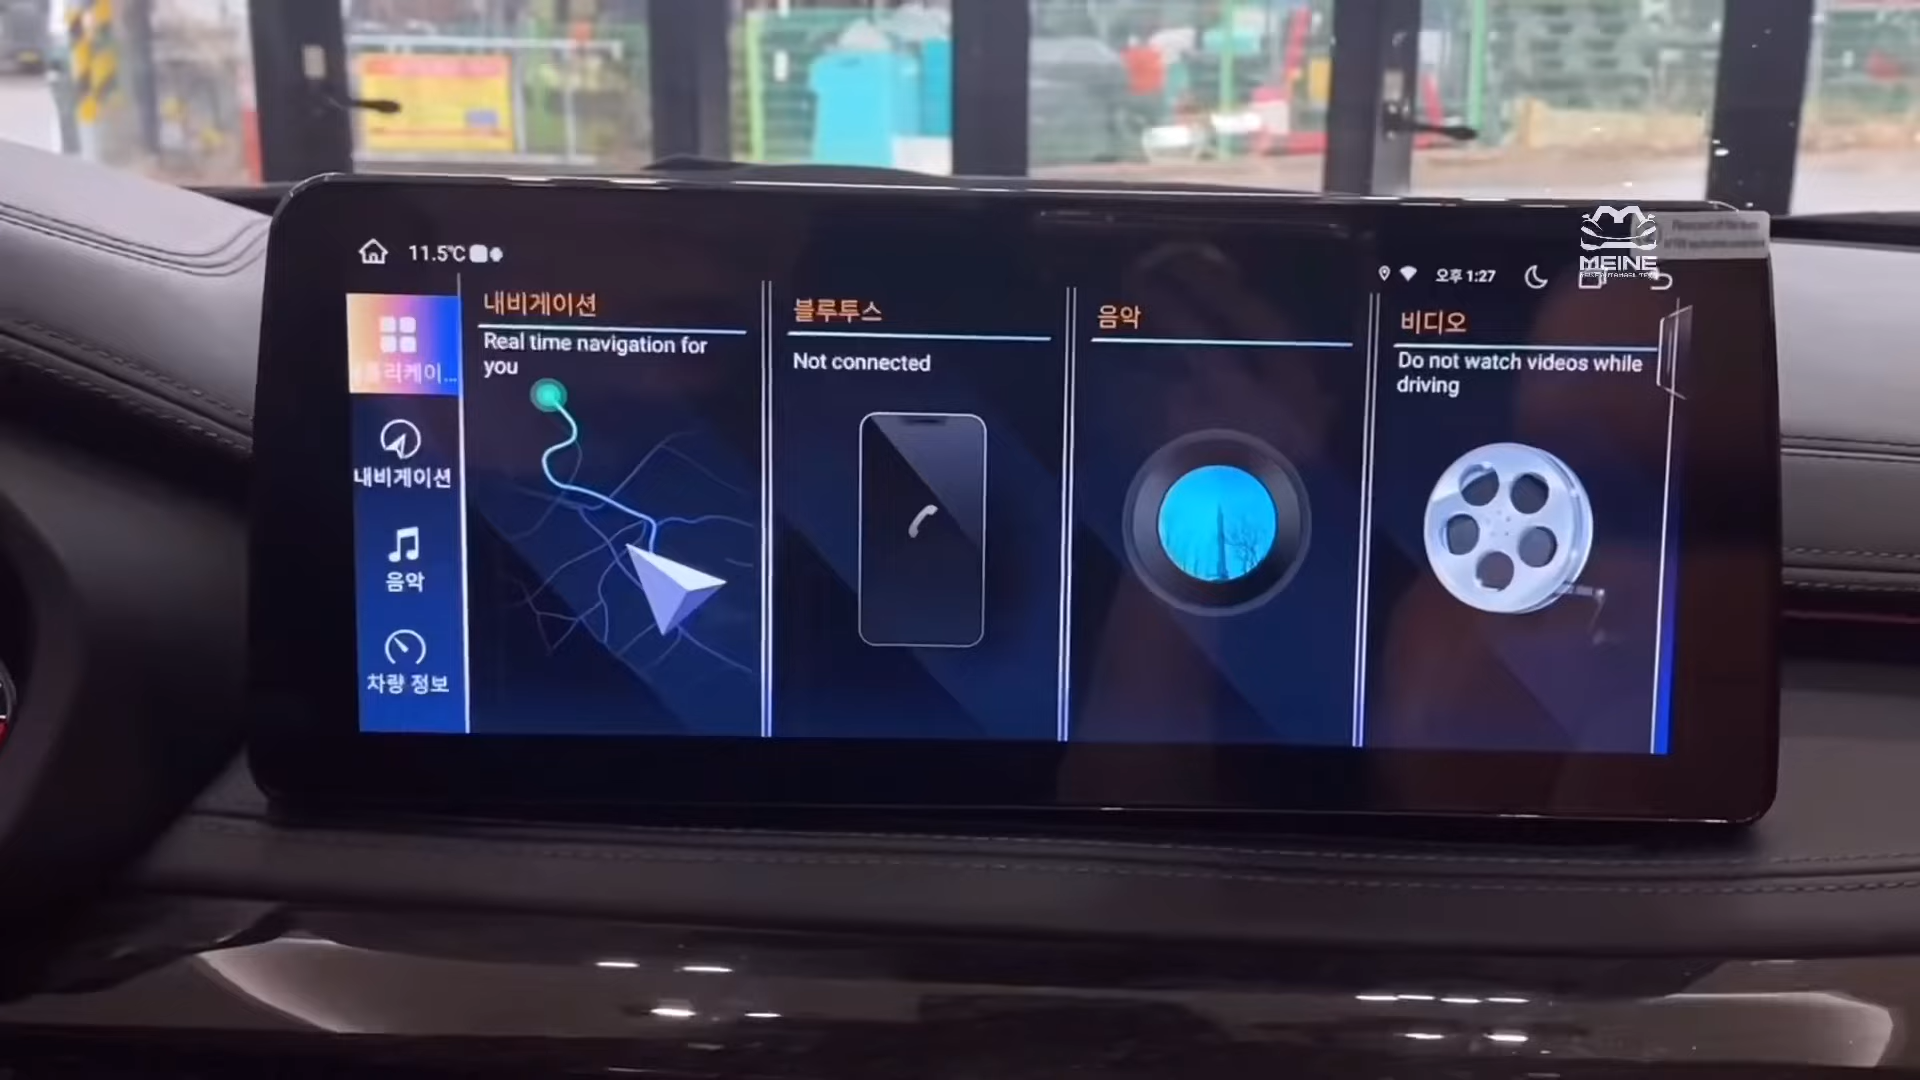 11.5℃
오후 1:27
MEINE
내비게이션
Real time navigation for
you
블루투스
Not connected
음악
비디오
Do not watch videos while
driving
내비게이션
음악
차량 정보